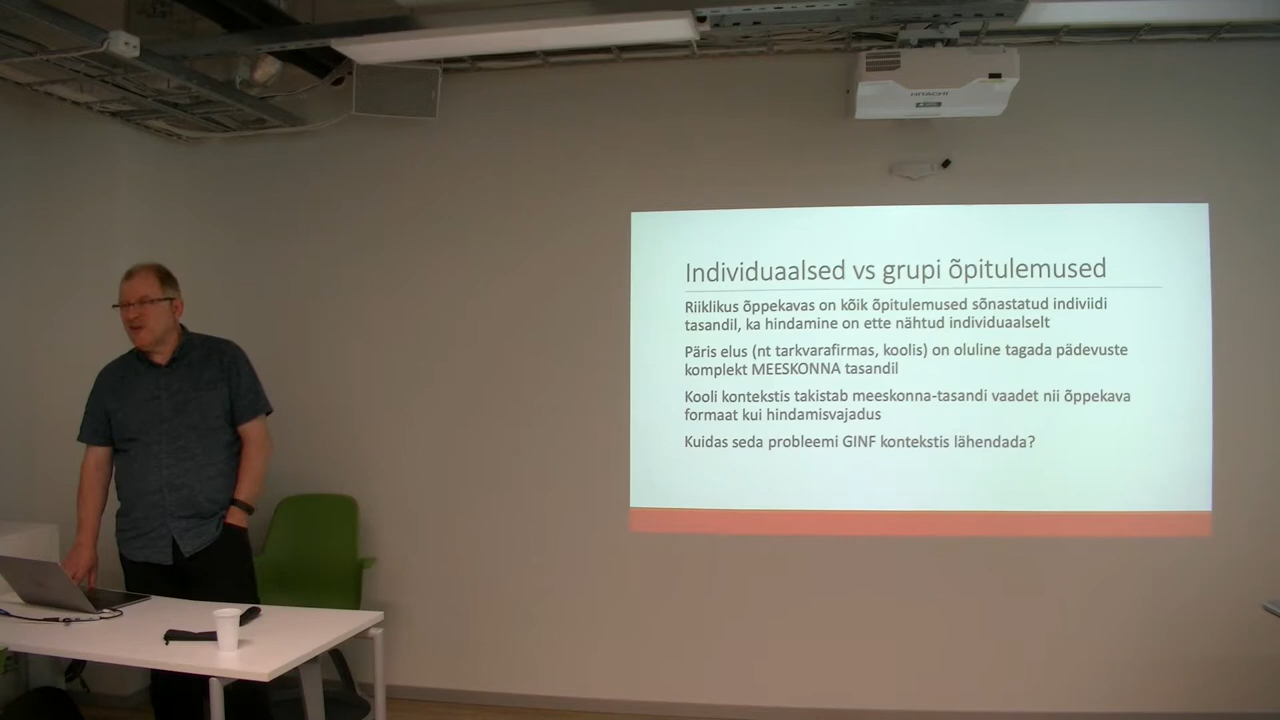 HITACHI
Individuaalsed vs grupi õpitulemused
Riiklikus õppekavas on kõik õpitulemused sõnastatud indiviidi
tasandil, ka hindamine on ette nähtud individuaalselt
Päris elus (nt tarkvarafirmas, koolis) on oluline tagada pädevuste
komplekt MEESKONNA tasandil
Kooli kontekstis takistab meeskonna-tasandi vaadet nii õppekava
formaat kui hindamisvajadus
Kuidas seda probleemi GINF kontekstis lähendada?